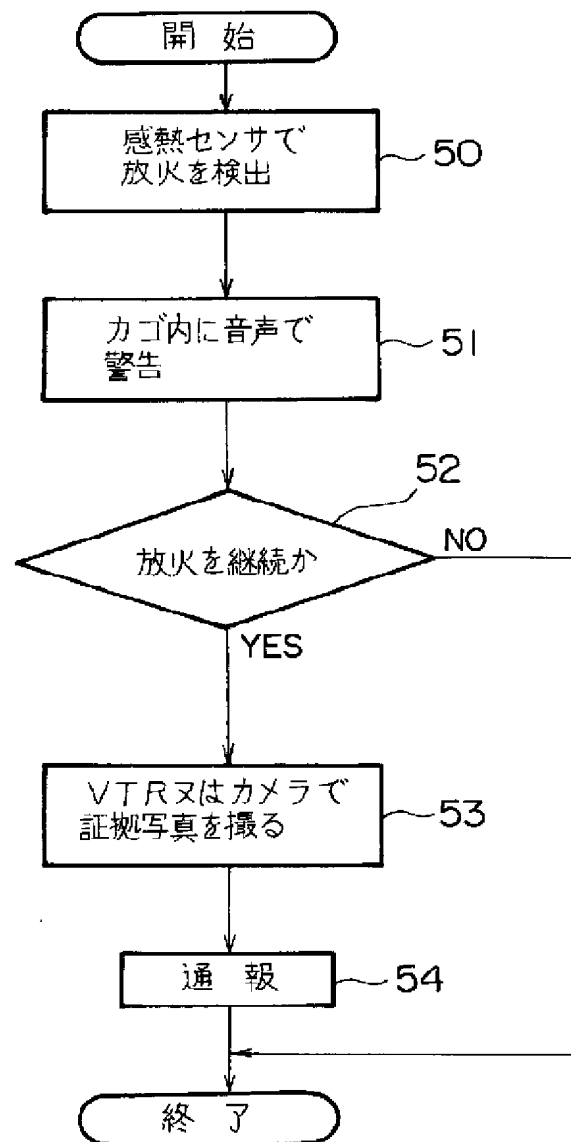 開始
感熱センサで
放火を検出
50
カゴ内に音声で
警告
51
52
放火を継続か
NO
YES
VTR又はカメラで
証拠写真を撮る
53
通報
54
終了